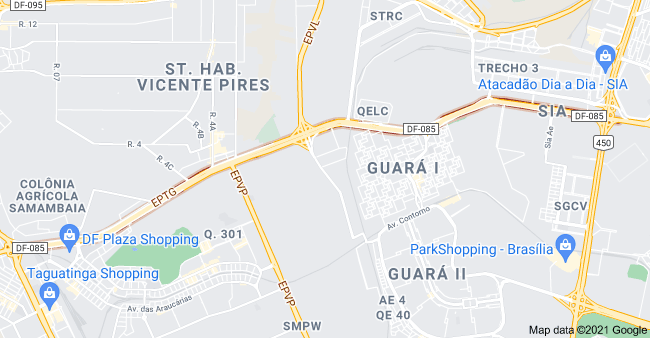 DF-095
R. 12
STRC
EPVL
R. 07
ST. HAB.
VICENTE PIRES
TRECHO 3
Atacadão Dia a Dia - SIA
QELC
DF-085
SIA
DF-085
R. 4B
R. 4A
R. 4
R. 4C
450
Sia Ae
GUARÁ I
EPTG
EPVP
COLÔNIA
AGRÍCOLA
SAMAMBAIA
SGCV
Av. Contorno
DF-085
DF Plaza Shopping
Q. 301
ParkShopping - Brasília
Taguatinga Shopping
GUARÁ II
EPVP
Av. das Araucárias
AE 4
QE 40
SMPW
Map data ©2021 Google